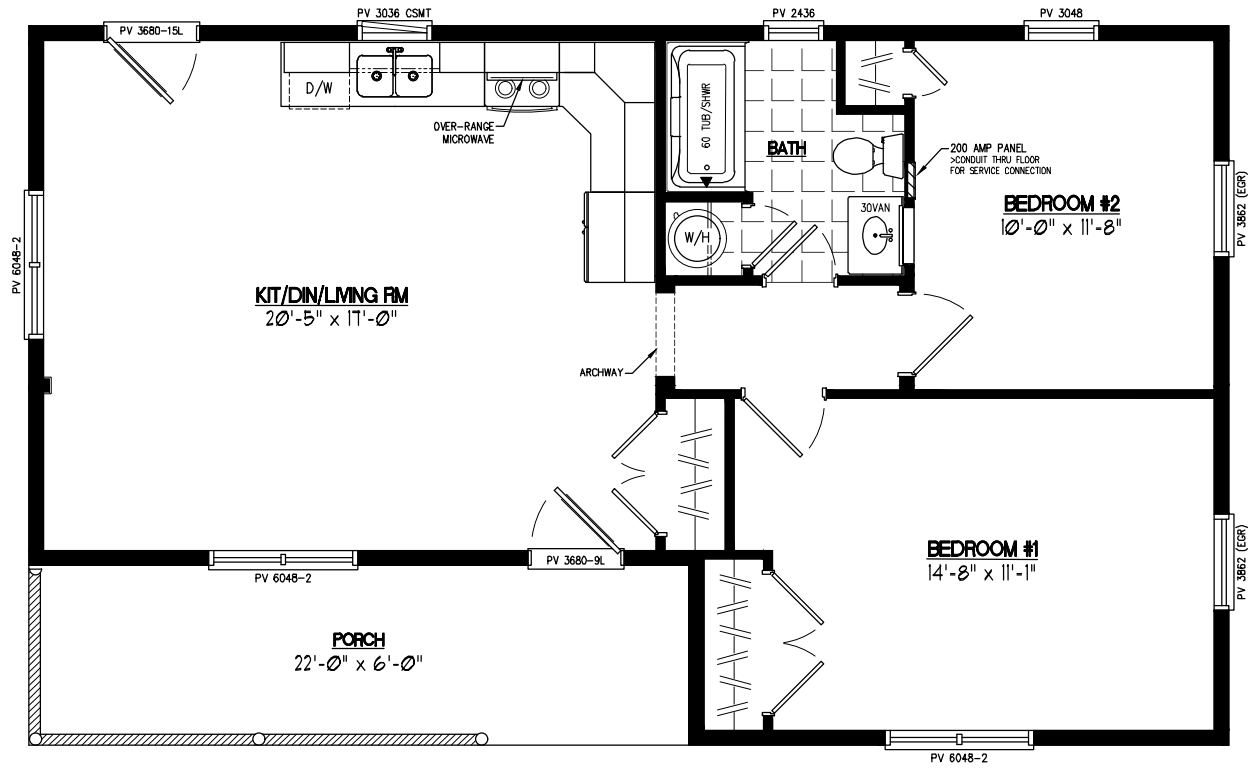 PV 3036 CSMT
PV 2436
PV 3048
PV 3680-15L
D/W
OVER-RANGE
MICROWAVE
60 TUB/SHWR
BATH
200 AMP PANEL
>CONDUIT THRU FLOOR
FOR SERVICE CONNECTION
PV 3862 (EGR)
BEDROOM #2
10'-0" x 11'-8"
30VAN
W/H
PV 6048-2
KIT/DIN/LIVING RM
20'-5" x 17'-0"
ARCHWAY
BEDROOM #1
14'-8" x 11'-1"
PV 3862 (EGR)
PV 3680-9L
PV 6048-2
PORCH
22'-0" x 6'-0"
PV 6048-2